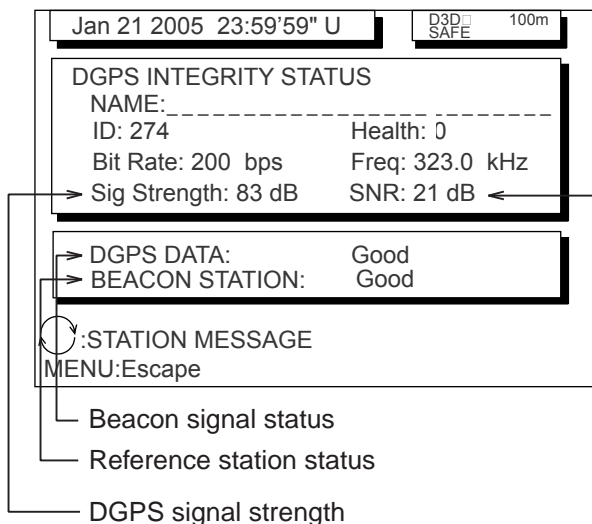 Jan 21 2005 23:59'59" U
D3D□ 100m
SAFE
DGPS INTEGRITY STATUS
NAME:_ _ _ _ _ _ _ _ _ _ _ _ _ _ _ _ _ _ _ _ _ _
ID: 274 Health: 0
Bit Rate: 200 bps Freq: 323.0 kHz
Sig Strength: 83 dB SNR: 21 dB
DGPS DATA: Good
BEACON STATION: Good
:STATION MESSAGE
MENU:Escape
Beacon signal status
Reference station status
DGPS signal strength